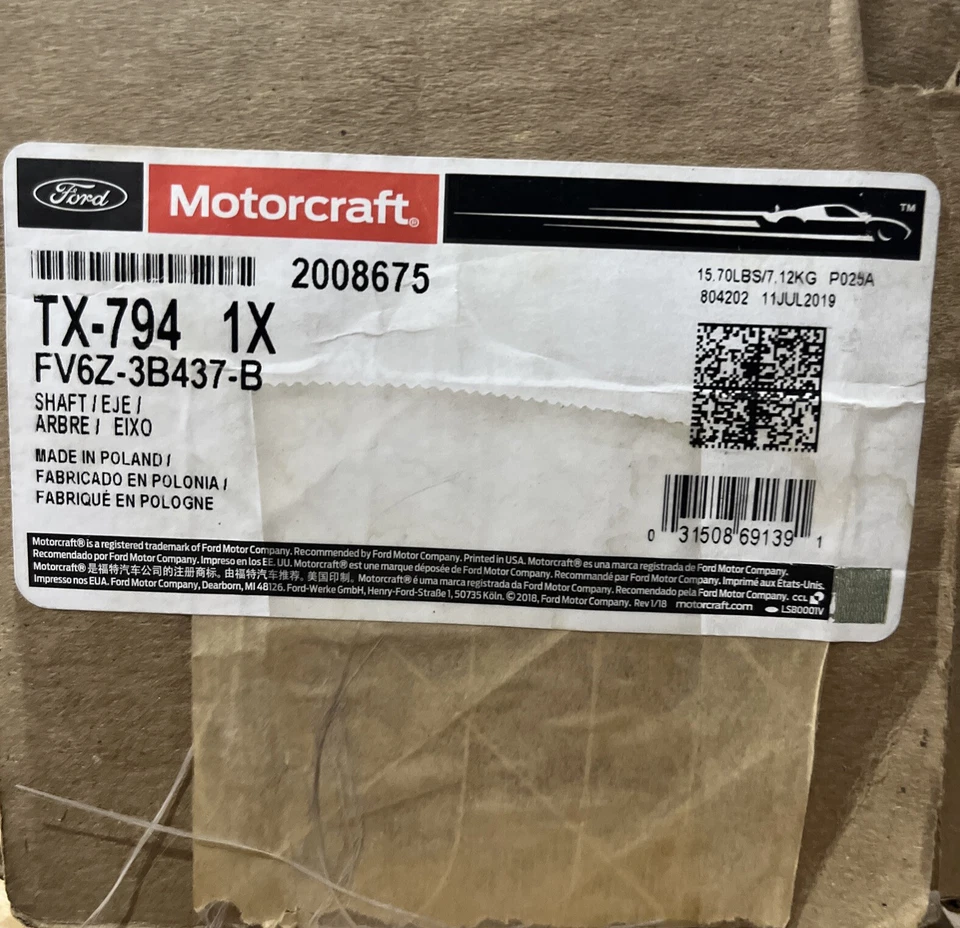 Ford Motorcraft® ™
2008675
15.70LBS/7.12KG P025A
804202 11JUL2019
TX-794 1X
FV6Z-3B437-B
SHAFT / EJE /
ARBRE / EIXO
MADE IN POLAND /
FABRICADO EN POLONIA /
FABRIQUÉ EN POLOGNE
0 31508 69139 1
Motorcraft® is a registered trademark of Ford Motor Company. Recommended by Ford Motor Company. Printed in USA. Motorcraft® es una marca registrada de Ford Motor Company.
Recomendado por Ford Motor Company. Impreso en los EE. UU. Motorcraft® est une marque déposée de Ford Motor Company. Recommandé par Ford Motor Company. Imprimé aux États-Unis.
Motorcraft® 是福特汽车公司的注册商标。由福特汽车推荐。美国印制。Motorcraft® é uma marca registrada da Ford Motor Company. Recomendado pela Ford Motor Company. CCL
Impresso nos EUA. Ford Motor Company, Dearborn, MI 48126. Ford-Werke GmbH, Henry-Ford-Straße 1, 50735 Köln. © 2018, Ford Motor Company. Rev 1/18 motorcraft.com LSB0001V